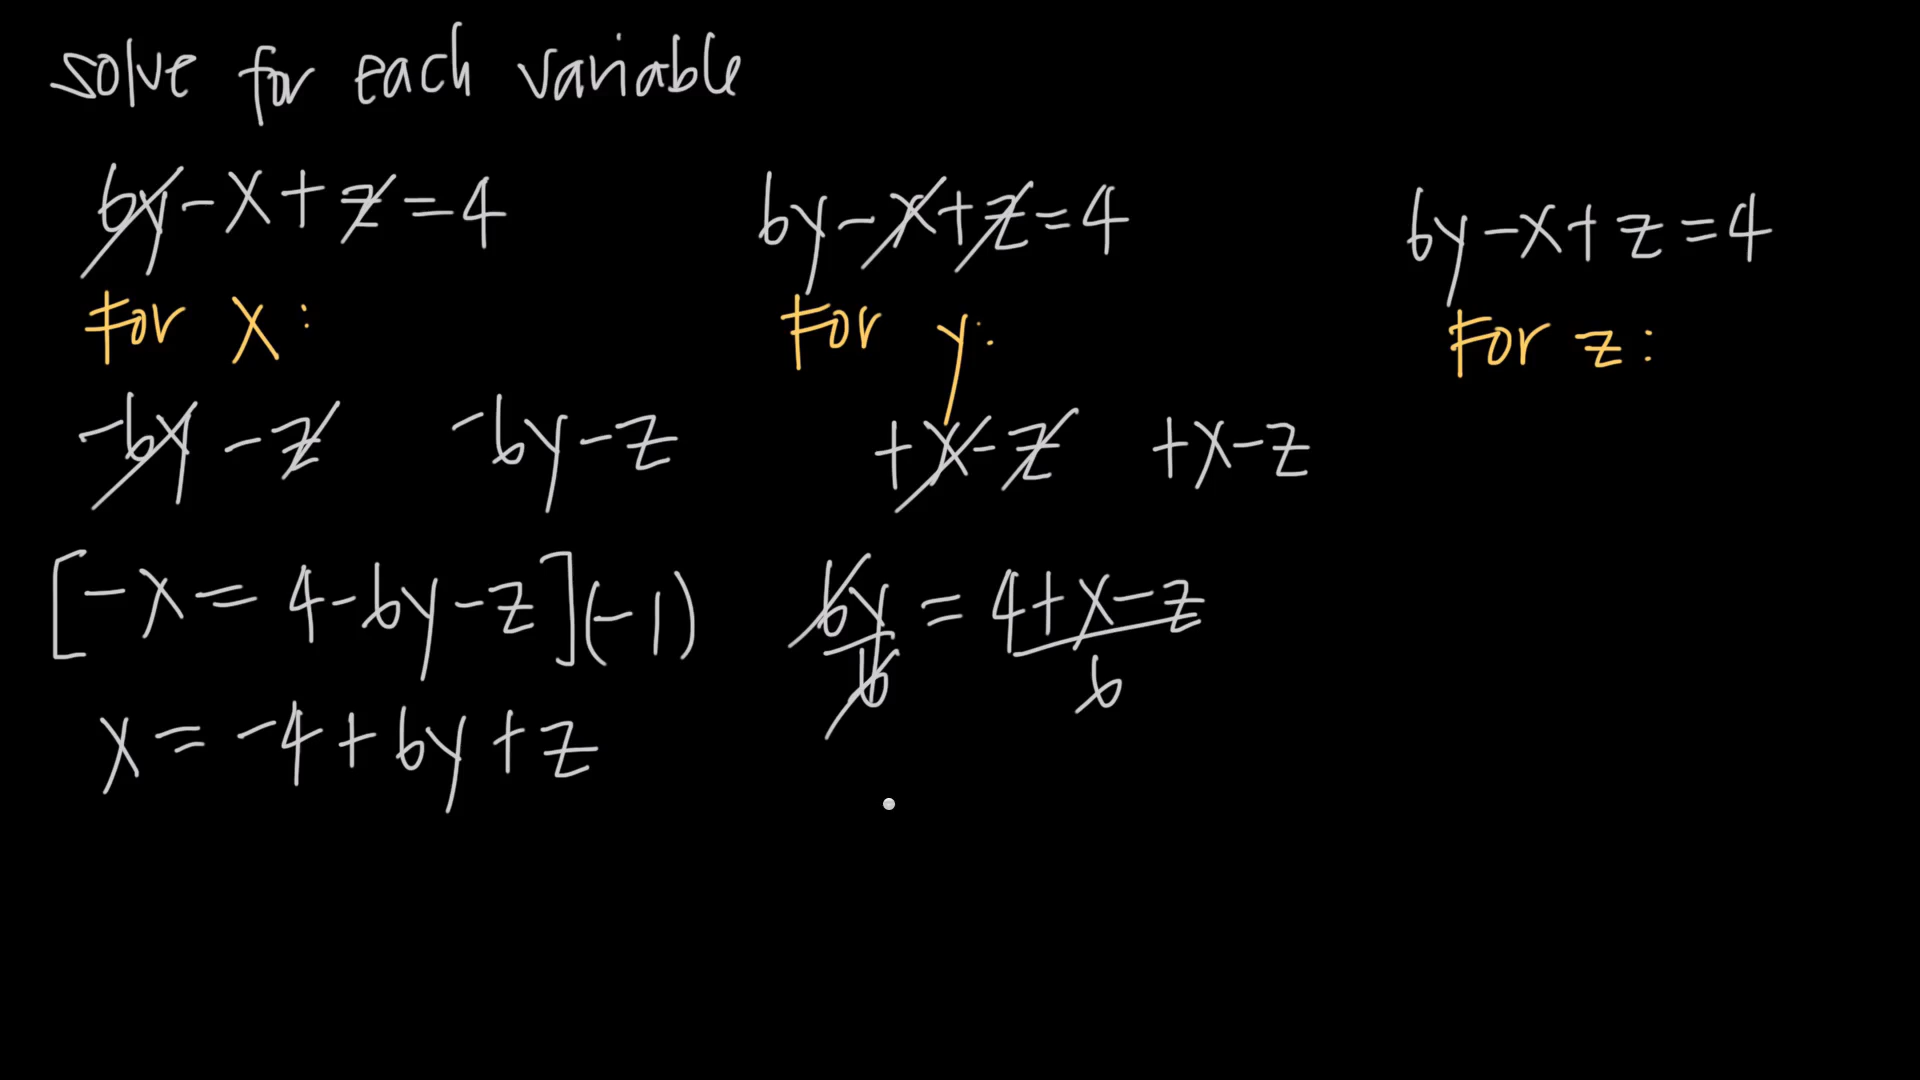 solve for each variable
6y-x+z=4
For x:
-6y-z -6y-z
[-x=4-6y-z](-1)
x=-4+6y+z
6y-x+z=4
For y:
+x-z +x-z
6y/6 = 4+x-z/6
6y-x+z=4
For z: